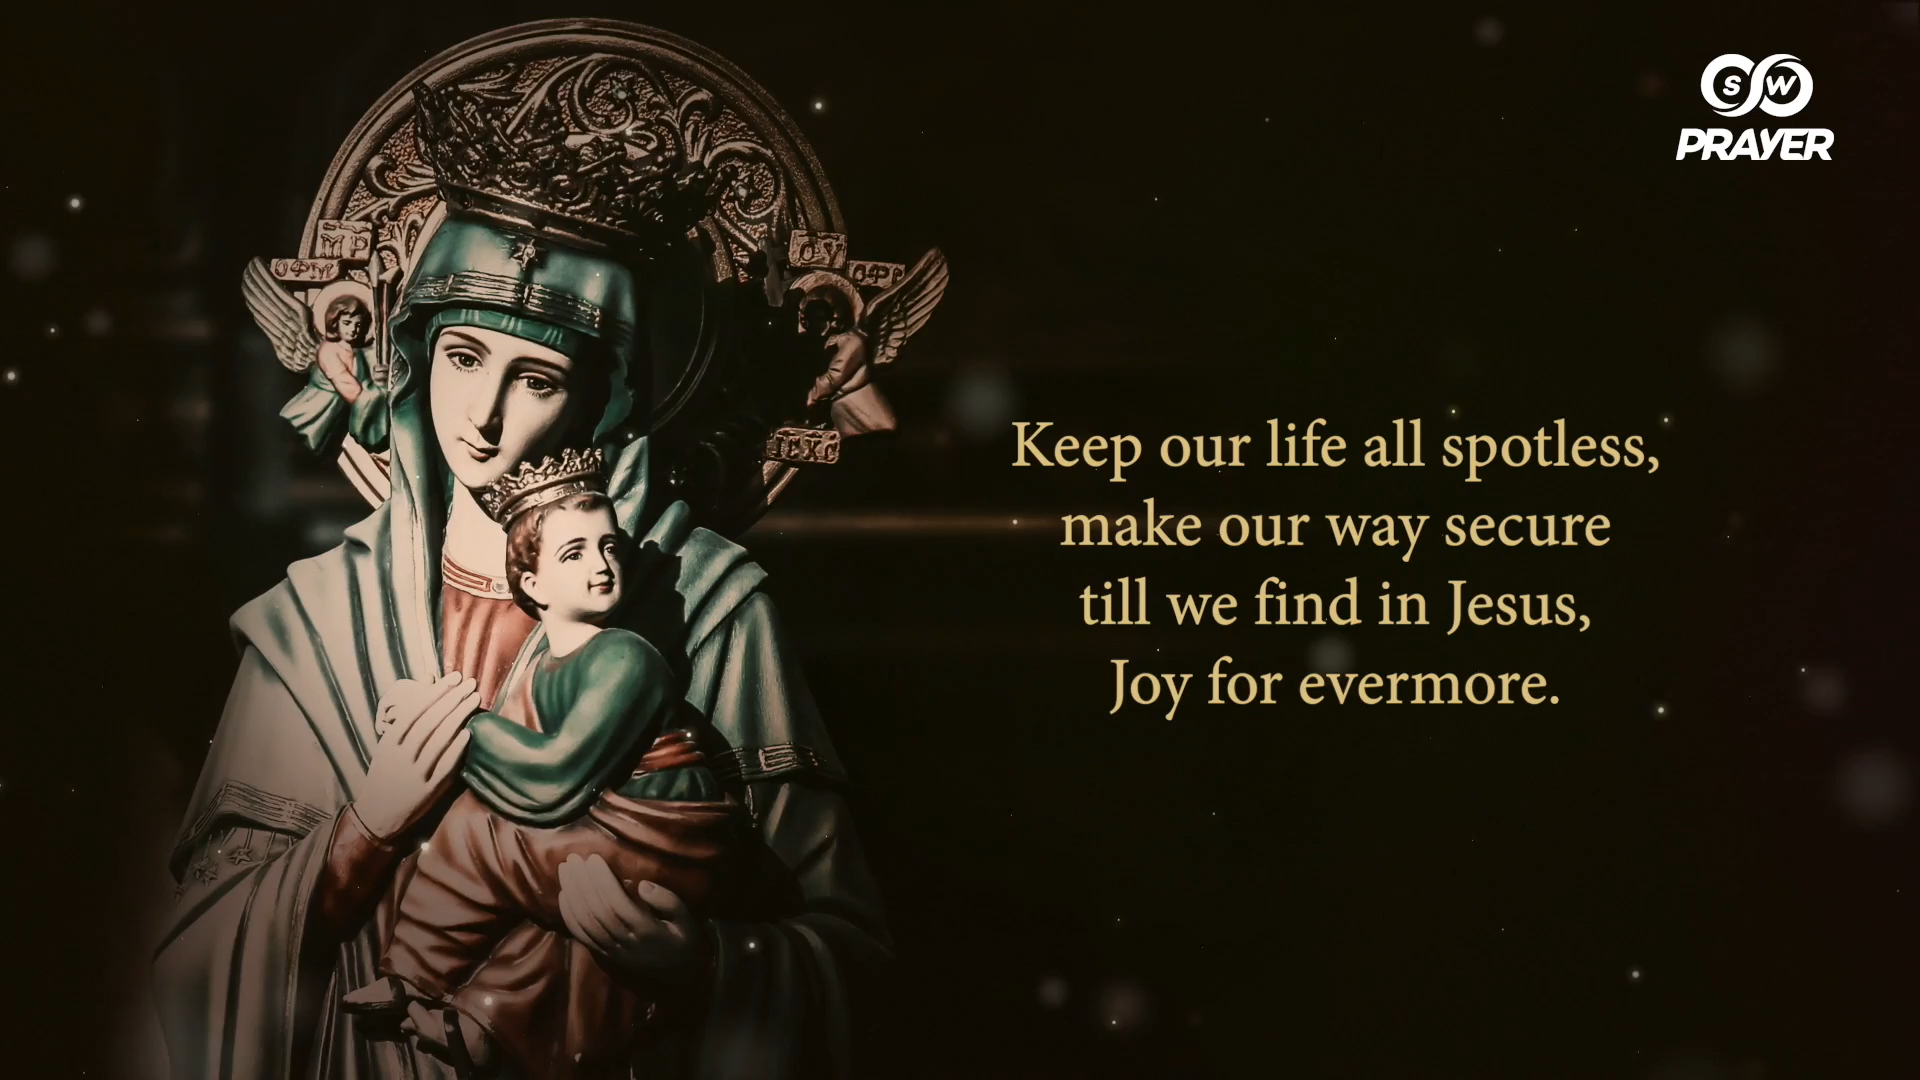 SW
PRAYER
Keep our life all spotless,
make our way secure
till we find in Jesus,
Joy for evermore.